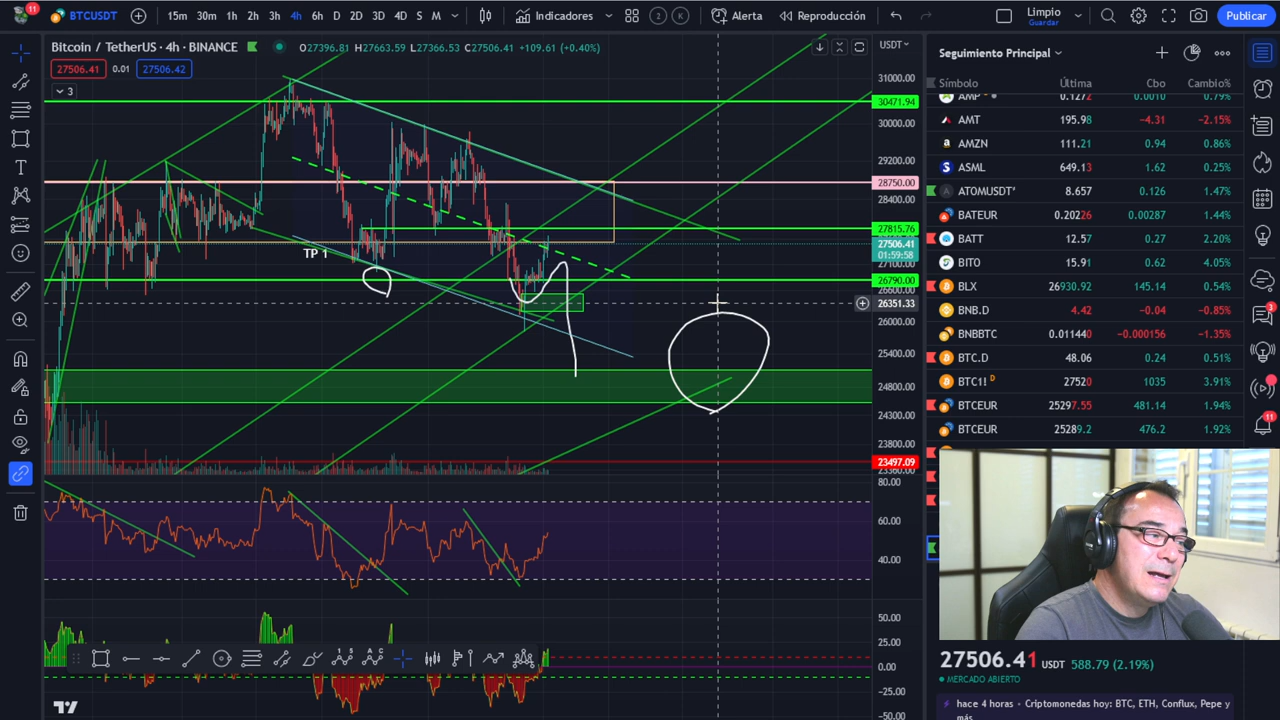 11
BTCUSDT
15m 30m 1h 2h 3h 4h 6h D 2D 3D 4D S M
Indicadores
2 K
Alerta
Reproducción
Limpio
Guardar
Publicar
Bitcoin / TetherUS · 4h · BINANCE
O27396.81 H27663.59 L27366.53 C27506.41 +109.61 (+0.40%)
27506.41 0.01 27506.42
3
TP 1
USDT
31000.00
30471.94
30000.00
29200.00
28750.00
28400.00
27815.76
27506.41
01:59:58
27100.00
26790.00
26600.00
26351.33
26000.00
25400.00
24800.00
24300.00
23800.00
23497.09
23360.00
80.00
60.00
40.00
50.00
25.00
0.00
−25.00
−50.00
Seguimiento Principal
Símbolo Última Cbo Cambio%
AMP 0.1272 0.0010 0.79%
AMT 195.98 −4.31 −2.15%
AMZN 111.21 0.94 0.86%
ASML 649.13 1.62 0.25%
ATOMUSDT 8.657 0.126 1.47%
BATEUR 0.20226 0.00287 1.44%
BATT 12.57 0.27 2.20%
BITO 15.91 0.62 4.05%
BLX 26930.92 145.14 0.54%
BNB.D 4.42 −0.04 −0.85%
BNBBTC 0.011440 −0.000156 −1.35%
BTC.D 48.06 0.24 0.51%
BTC1! D 27520 1035 3.91%
BTCEUR 25297.55 481.14 1.94%
BTCEUR 25289.2 476.2 1.92%
3
11
27506.41 USDT 588.79 (2.19%)
MERCADO ABIERTO
hace 4 horas · Criptomonedas hoy: BTC, ETH, Conflux, Pepe y
más